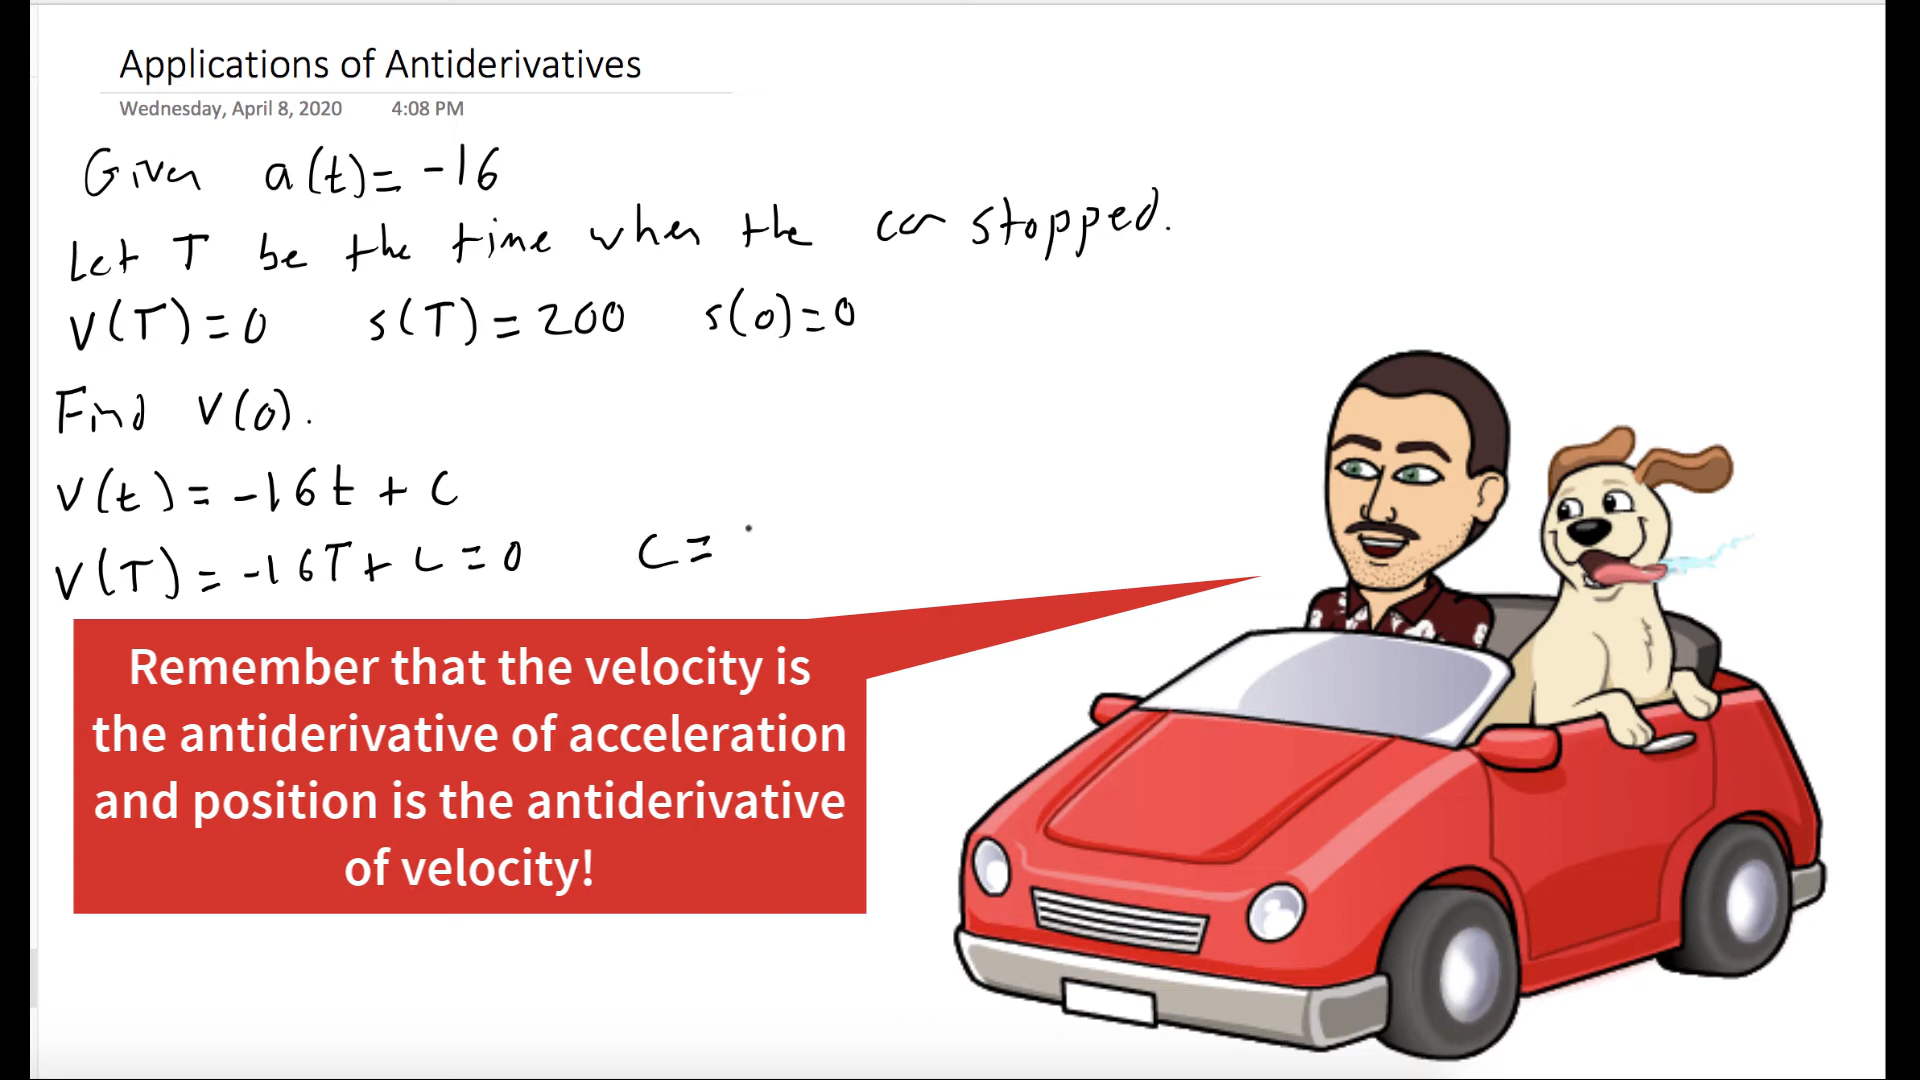 Applications of Antiderivatives
Wednesday, April 8, 2020 4:08 PM
Given a(t)= -16
Let T be the time when the car stopped.
v(T)=0 s(T)=200 s(0)=0
Find v(0).
v(t)= -16t + C
v(T)= -16T + C = 0 C=
Remember that the velocity is
the antiderivative of acceleration
and position is the antiderivative
of velocity!